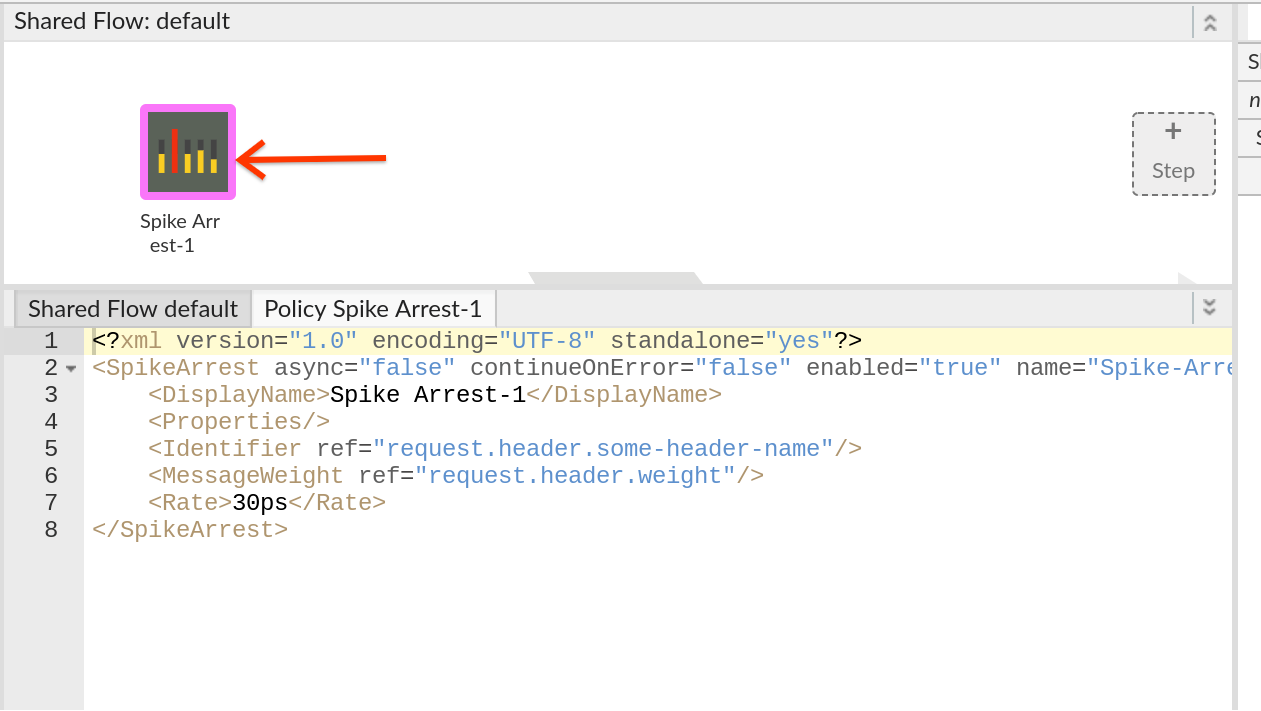 Shared Flow: default
+
Step
Spike Arr
est-1
Shared Flow default
Policy Spike Arrest-1
1 <?xml version="1.0" encoding="UTF-8" standalone="yes"?>
2 <SpikeArrest async="false" continueOnError="false" enabled="true" name="Spike-Arre
3 <DisplayName>Spike Arrest-1</DisplayName>
4 <Properties/>
5 <Identifier ref="request.header.some-header-name"/>
6 <MessageWeight ref="request.header.weight"/>
7 <Rate>30ps</Rate>
8 </SpikeArrest>